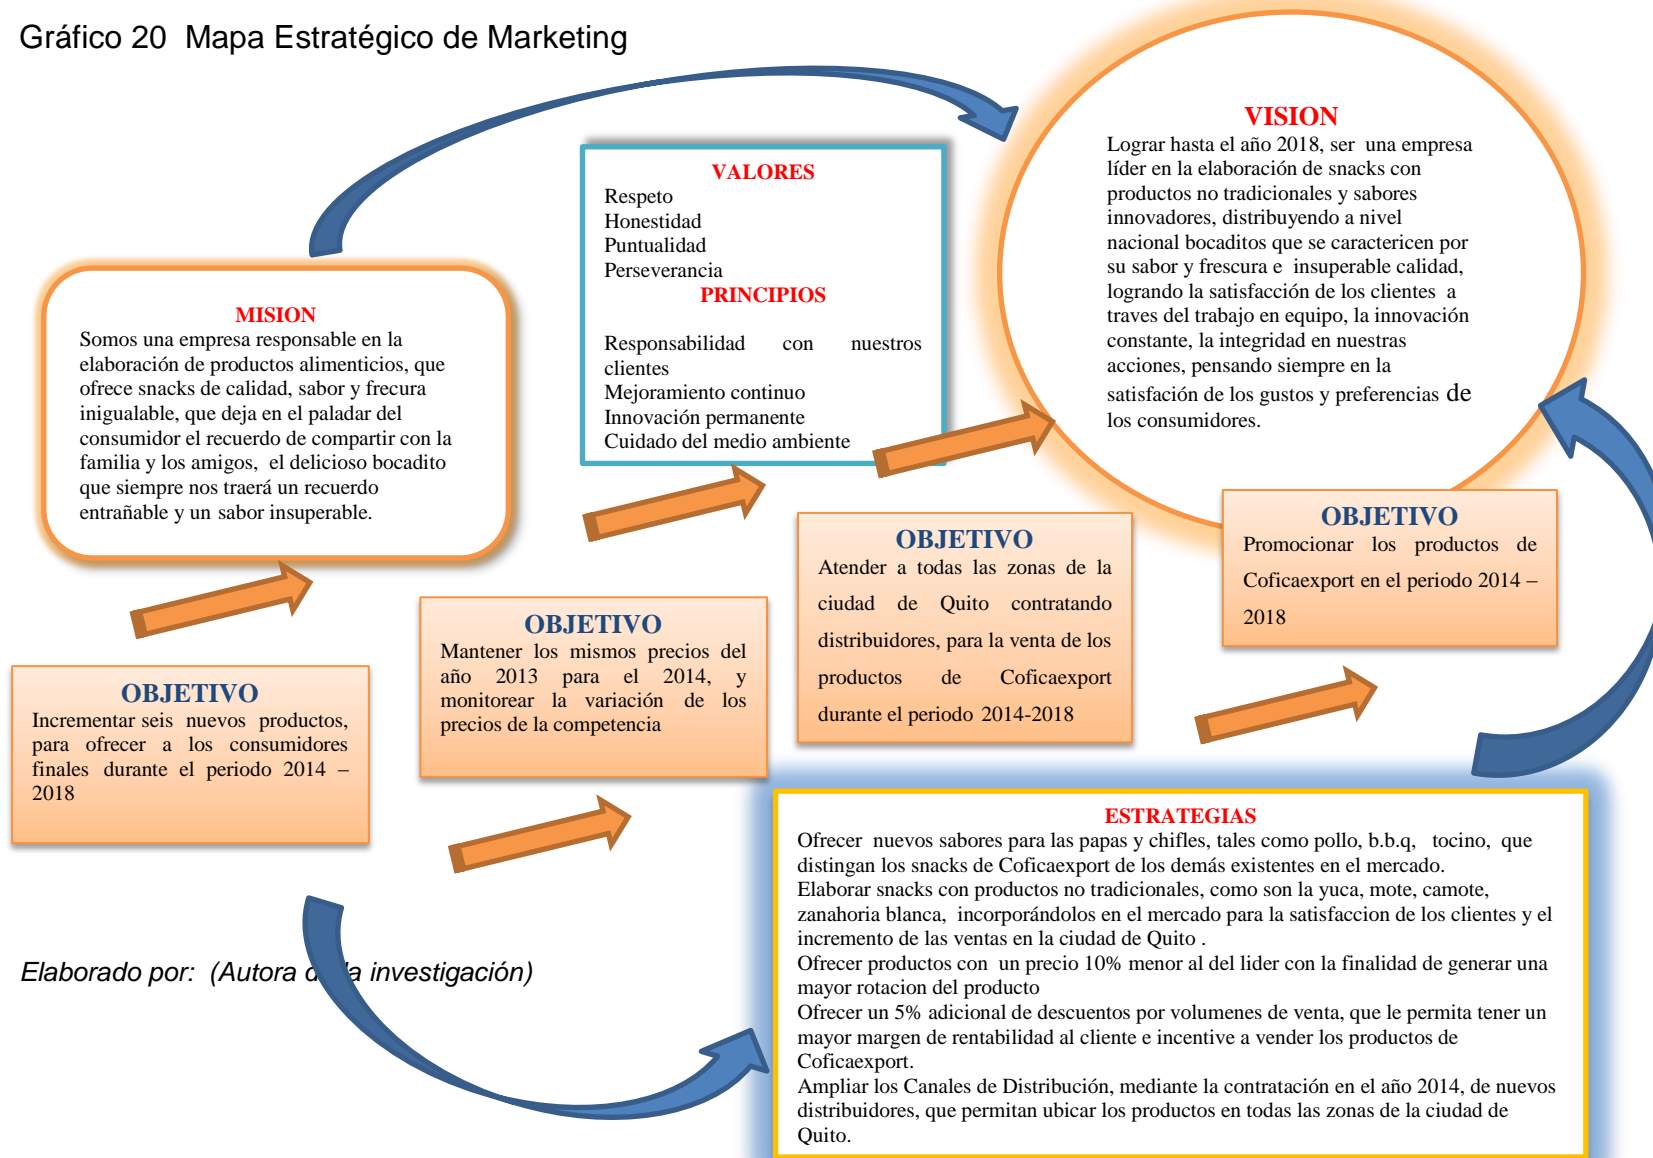 Gráfico 20 Mapa Estratégico de Marketing
MISION
Somos una empresa responsable en la
elaboración de productos alimenticios, que
ofrece snacks de calidad, sabor y frecura
inigualable, que deja en el paladar del
consumidor el recuerdo de compartir con la
familia y los amigos, el delicioso bocadito
que siempre nos traerá un recuerdo
entrañable y un sabor insuperable.
VALORES
Respeto
Honestidad
Puntualidad
Perseverancia
PRINCIPIOS
Responsabilidad con nuestros
clientes
Mejoramiento continuo
Innovación permanente
Cuidado del medio ambiente
VISION
Lograr hasta el año 2018, ser una empresa
líder en la elaboración de snacks con
productos no tradicionales y sabores
innovadores, distribuyendo a nivel
nacional bocaditos que se caractericen por
su sabor y frescura e insuperable calidad,
logrando la satisfacción de los clientes a
traves del trabajo en equipo, la innovación
constante, la integridad en nuestras
acciones, pensando siempre en la
satisfación de los gustos y preferencias de
los consumidores.
OBJETIVO
Incrementar seis nuevos productos,
para ofrecer a los consumidores
finales durante el periodo 2014 –
2018
OBJETIVO
Mantener los mismos precios del
año 2013 para el 2014, y
monitorear la variación de los
precios de la competencia
OBJETIVO
Atender a todas las zonas de la
ciudad de Quito contratando
distribuidores, para la venta de los
productos de Coficaexport
durante el periodo 2014-2018
OBJETIVO
Promocionar los productos de
Coficaexport en el periodo 2014 –
2018
ESTRATEGIAS
Ofrecer nuevos sabores para las papas y chifles, tales como pollo, b.b.q, tocino, que
distingan los snacks de Coficaexport de los demás existentes en el mercado.
Elaborar snacks con productos no tradicionales, como son la yuca, mote, camote,
zanahoria blanca, incorporándolos en el mercado para la satisfaccion de los clientes y el
incremento de las ventas en la ciudad de Quito .
Ofrecer productos con un precio 10% menor al del lider con la finalidad de generar una
mayor rotacion del producto
Ofrecer un 5% adicional de descuentos por volumenes de venta, que le permita tener un
mayor margen de rentabilidad al cliente e incentive a vender los productos de
Coficaexport.
Ampliar los Canales de Distribución, mediante la contratación en el año 2014, de nuevos
distribuidores, que permitan ubicar los productos en todas las zonas de la ciudad de
Quito.
Elaborado por: (Autora de la investigación)